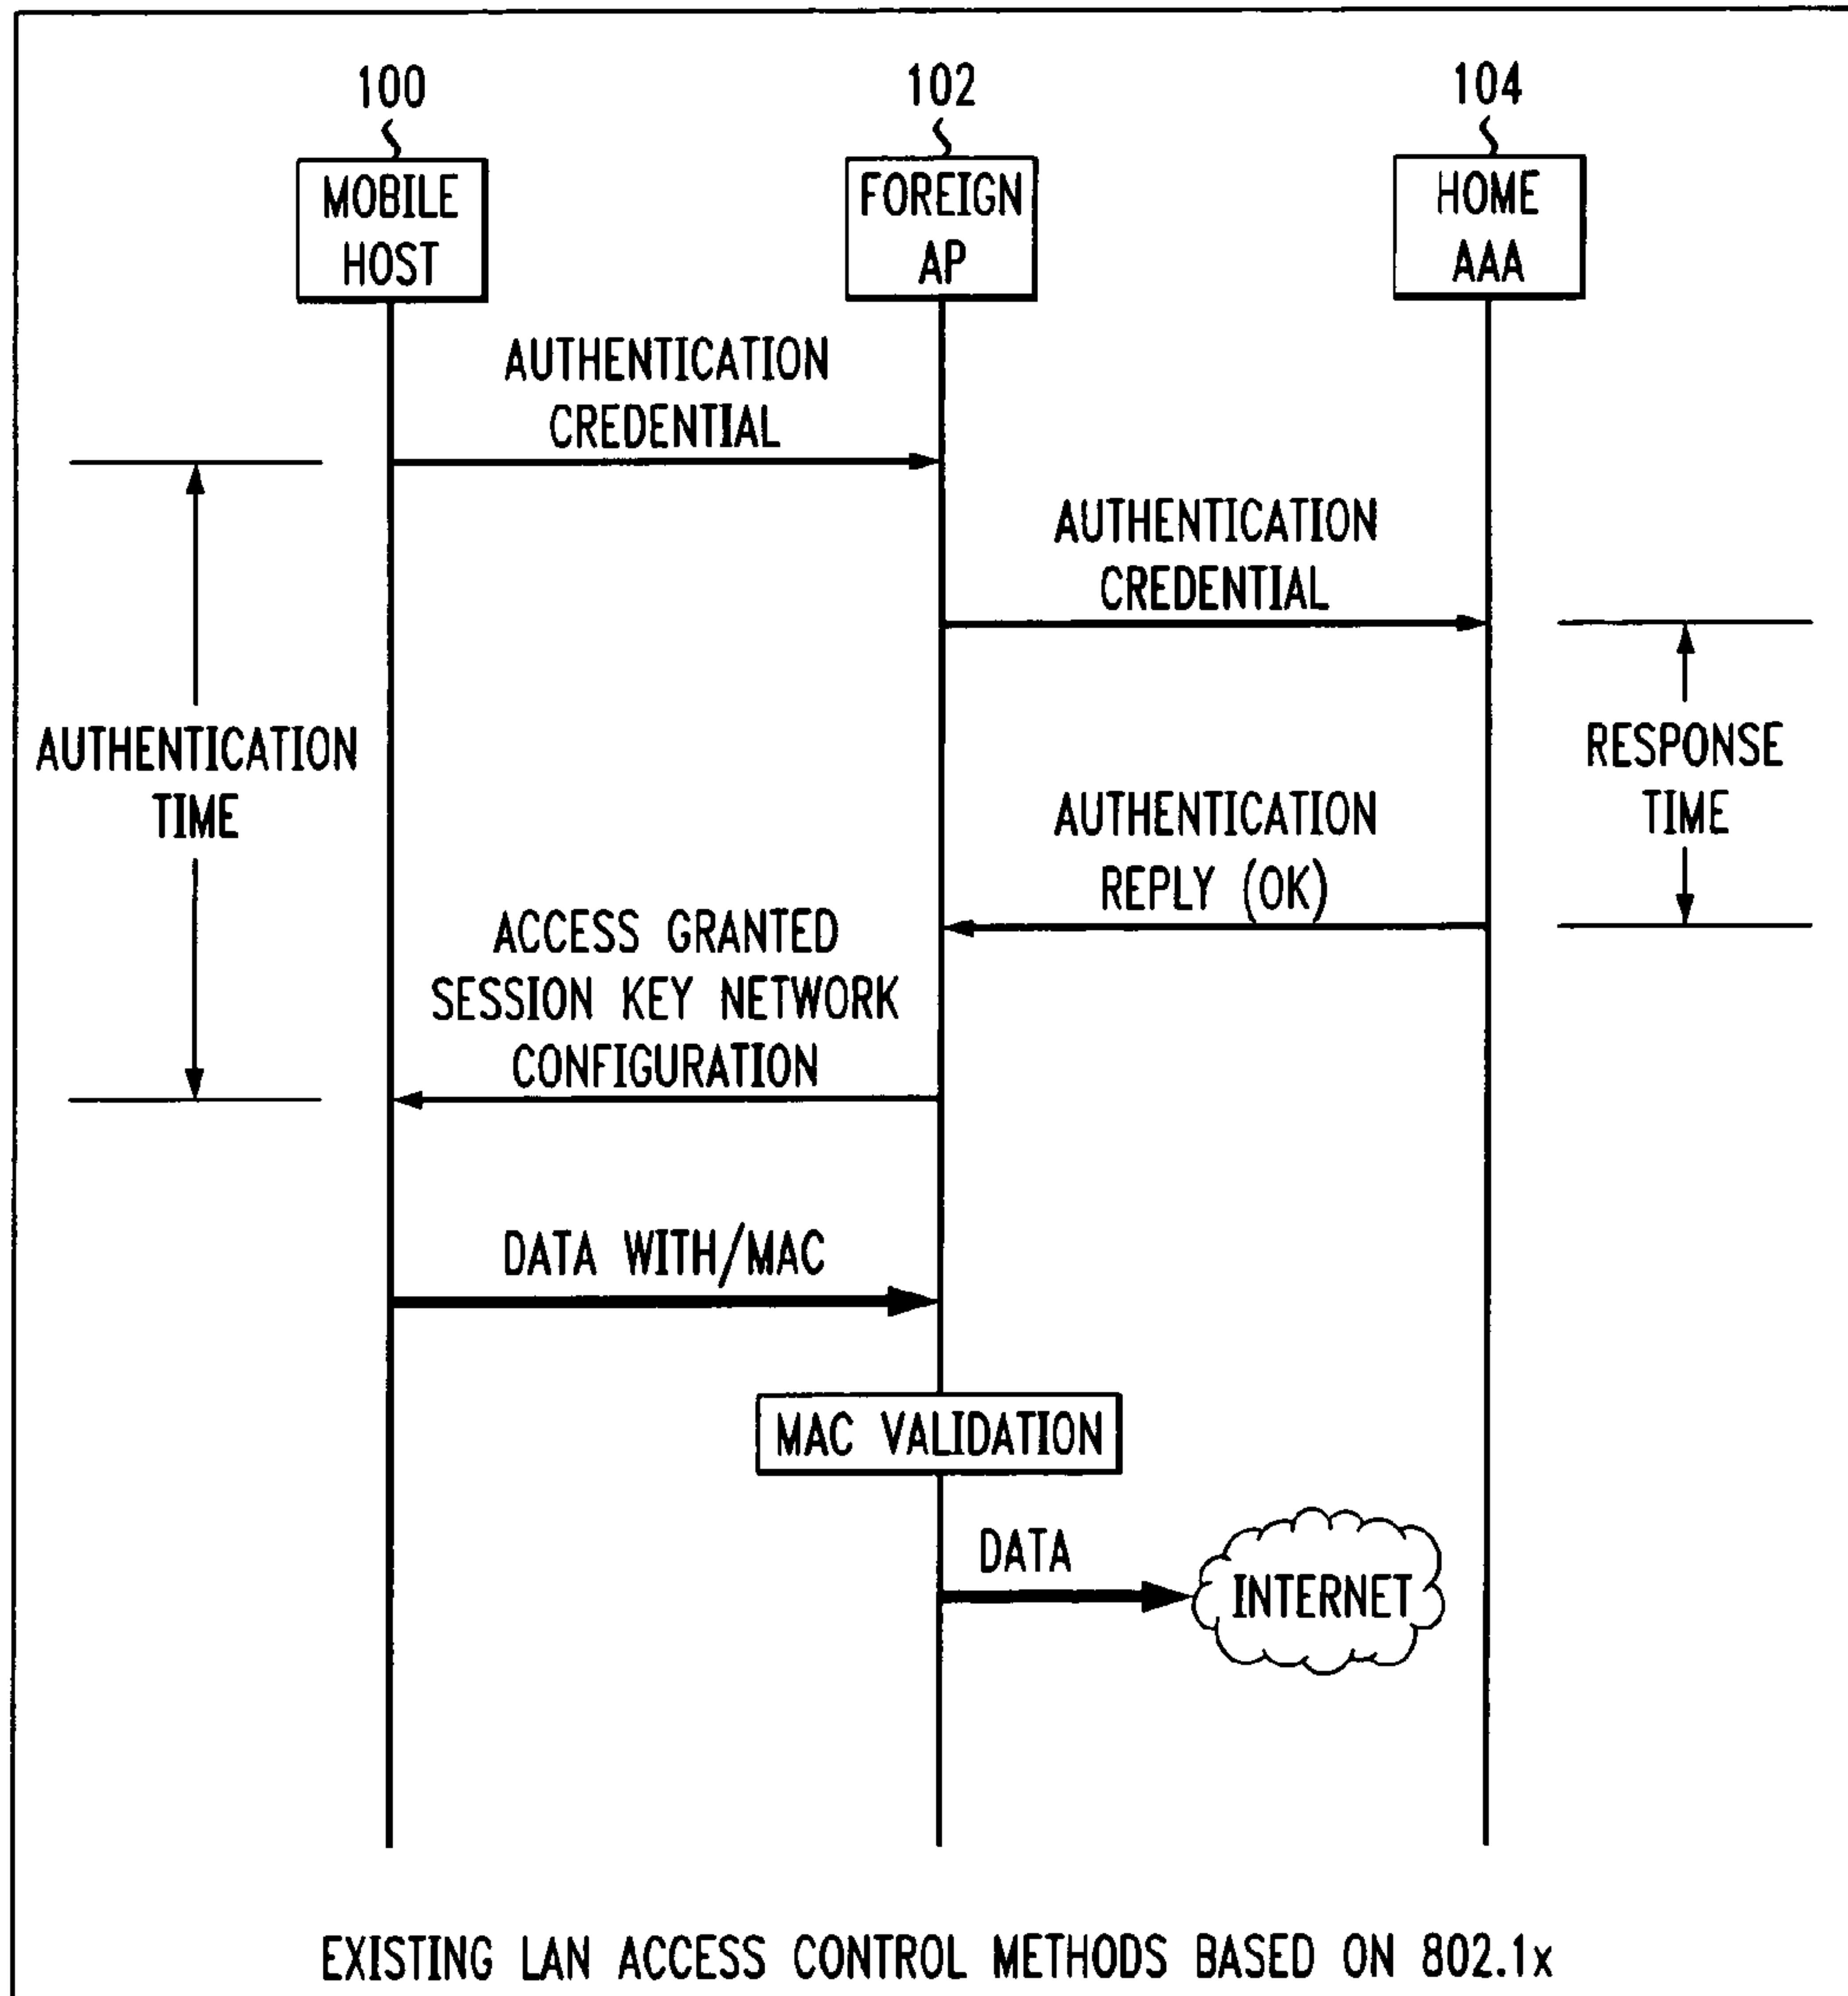 100
102
104
MOBILE
HOST
FOREIGN
AP
HOME
AAA
AUTHENTICATION
CREDENTIAL
AUTHENTICATION
CREDENTIAL
AUTHENTICATION
TIME
RESPONSE
TIME
AUTHENTICATION
REPLY (OK)
ACCESS GRANTED
SESSION KEY NETWORK
CONFIGURATION
DATA WITH/MAC
MAC VALIDATION
DATA
INTERNET
EXISTING LAN ACCESS CONTROL METHODS BASED ON 802.1x